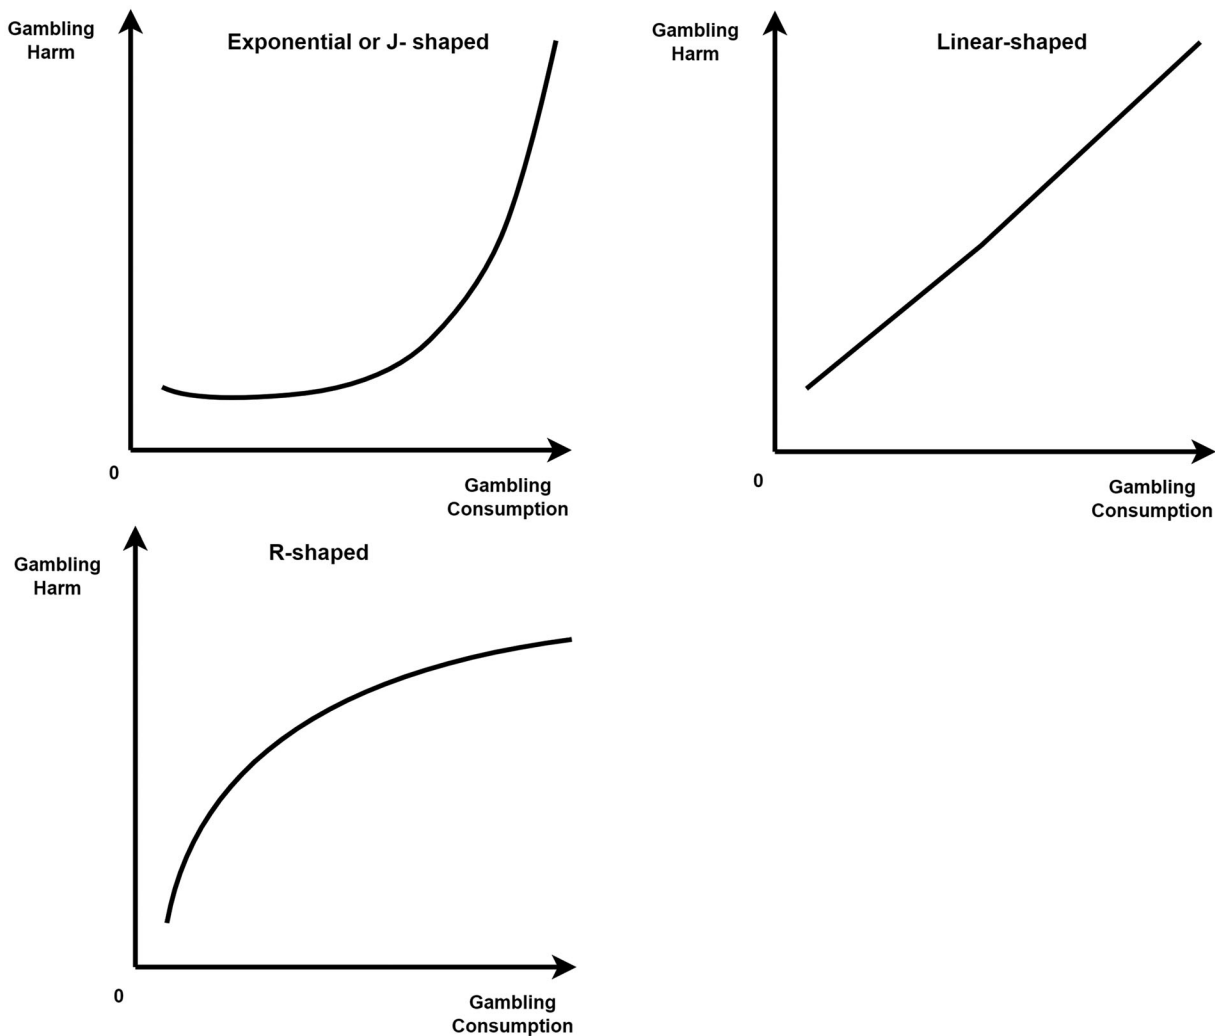 Gambling
Harm
Exponential or J- shaped
0
Gambling
Consumption
Gambling
Harm
Linear-shaped
0
Gambling
Consumption
Gambling
Harm
R-shaped
0
Gambling
Consumption